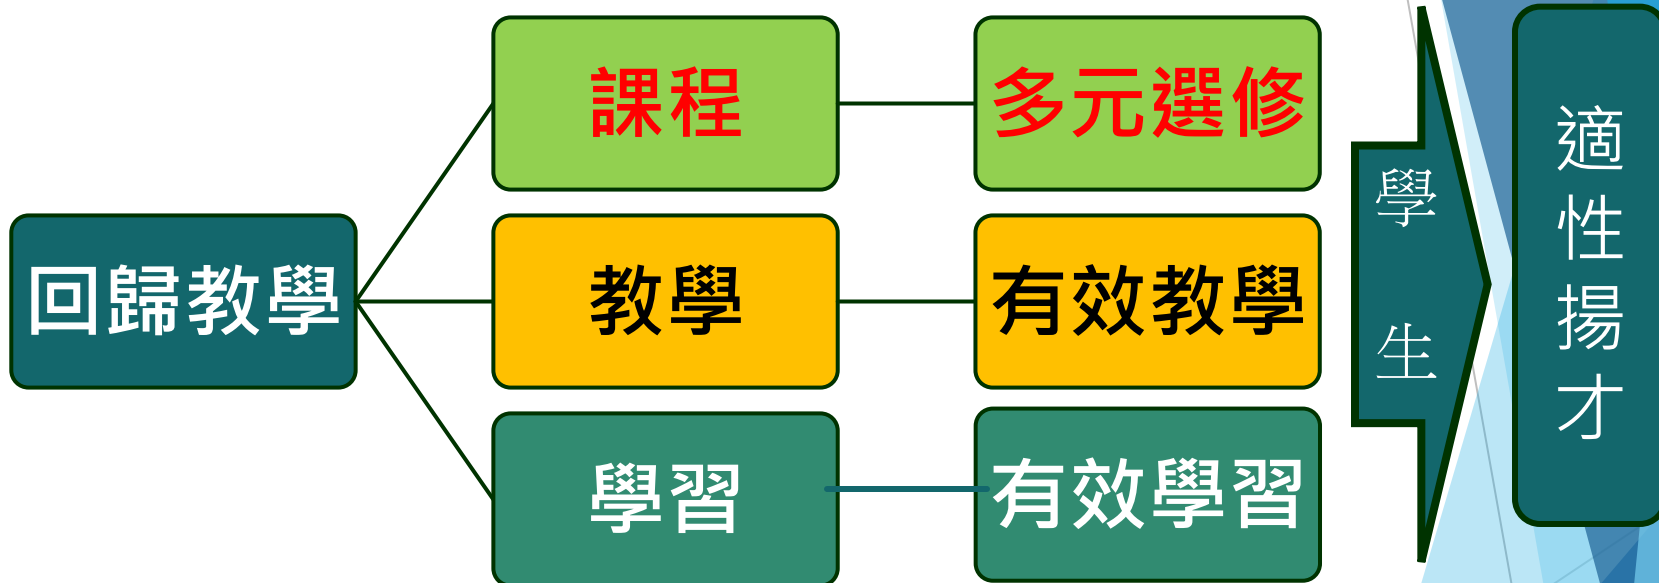 課程
多元選修
回歸教學
教學
有效教學
學習
有效學習
學生
適性揚才